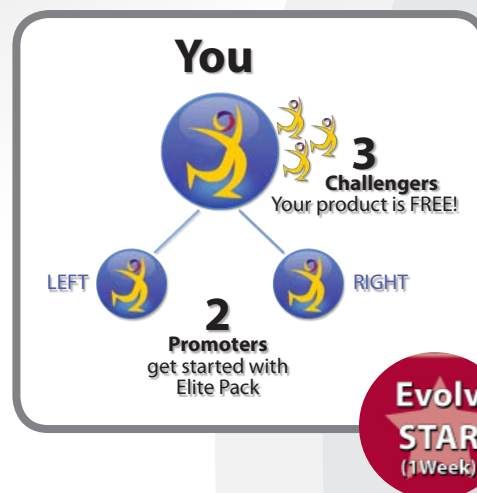 You
3
Challengers
Your product is FREE!
LEFT
RIGHT
2
Promoters
get started with
Elite Pack
Evolv
STAR
(1Week)